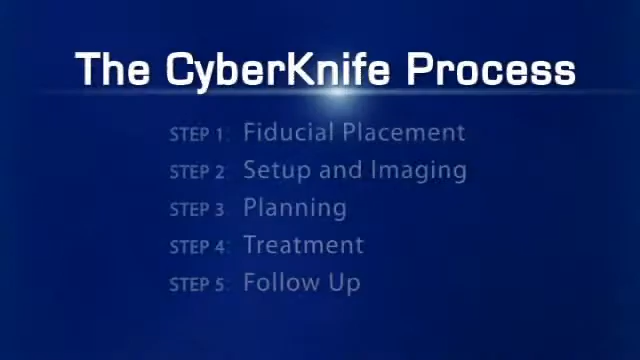 The CyberKnife Process
STEP 1: Fiducial Placement
STEP 2: Setup and Imaging
STEP 3: Planning
STEP 4: Treatment
STEP 5: Follow Up